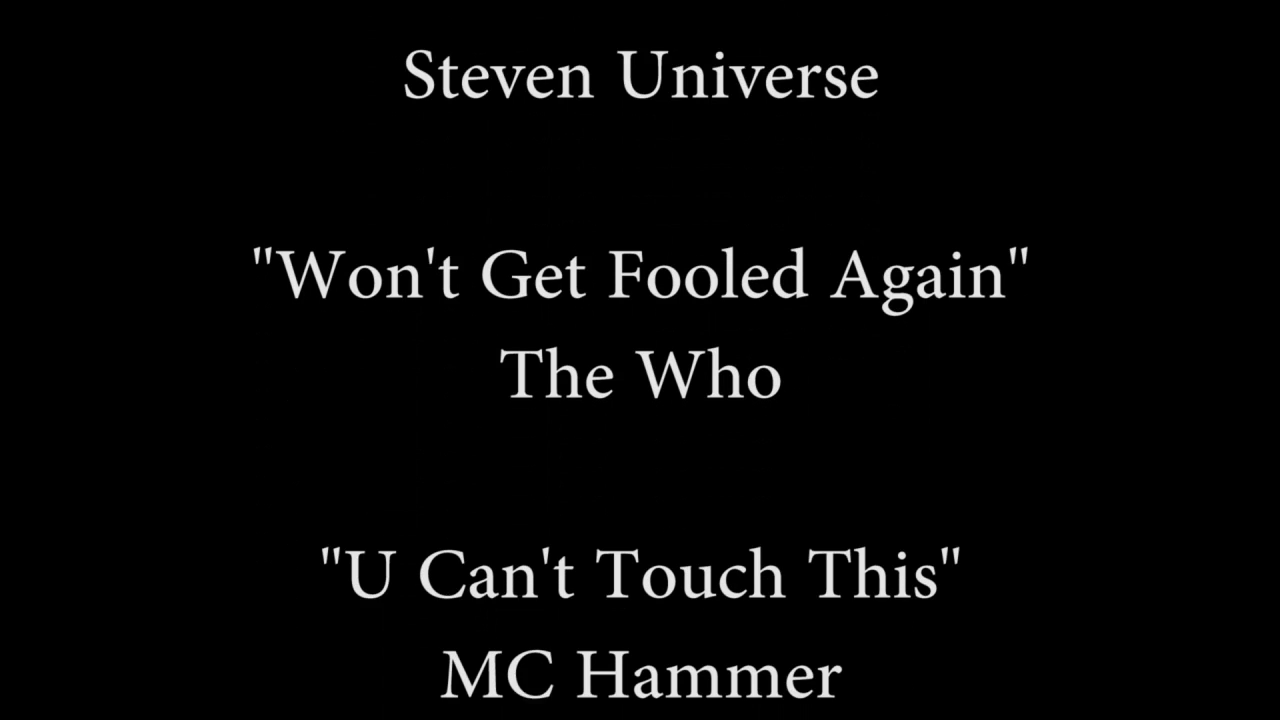 Steven Universe
"Won't Get Fooled Again"
The Who
"U Can't Touch This"
MC Hammer